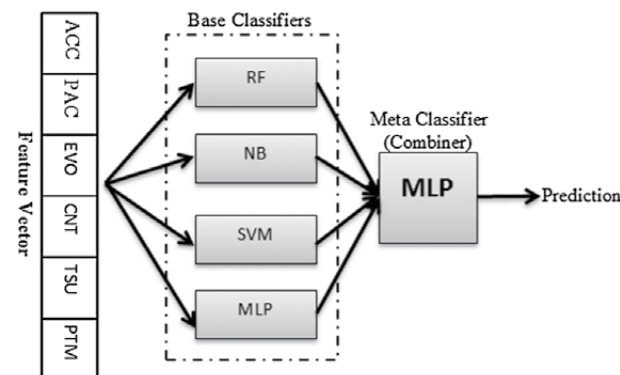 Feature Vector
ACC
PAC
EVO
CNT
TSU
PTM
Base Classifiers
RF
NB
SVM
MLP
Meta Classifier
(Combiner)
MLP
Prediction